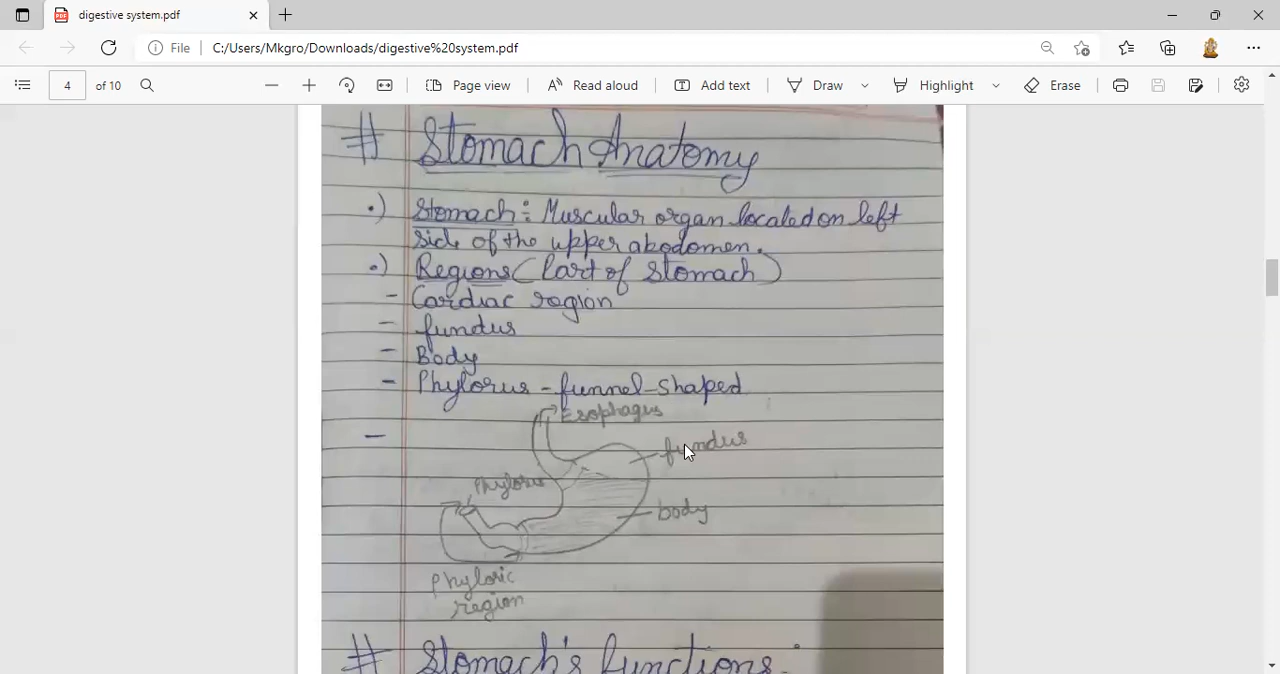 digestive system.pdf
File
C:/Users/Mkgro/Downloads/digestive%20system.pdf
4 of 10
Page view
Read aloud
Add text
Draw
Highlight
Erase
# Stomach Anatomy
•) Stomach : Muscular organ located on left
side of the upper abodomen.
•) Regions (Part of Stomach)
- Cardiac region
- fundus
- Body
- Phylorus - funnel-shaped
-
Esophagus
fundus
Phylorus
body
Phyloric
region
# Stomach's functions :